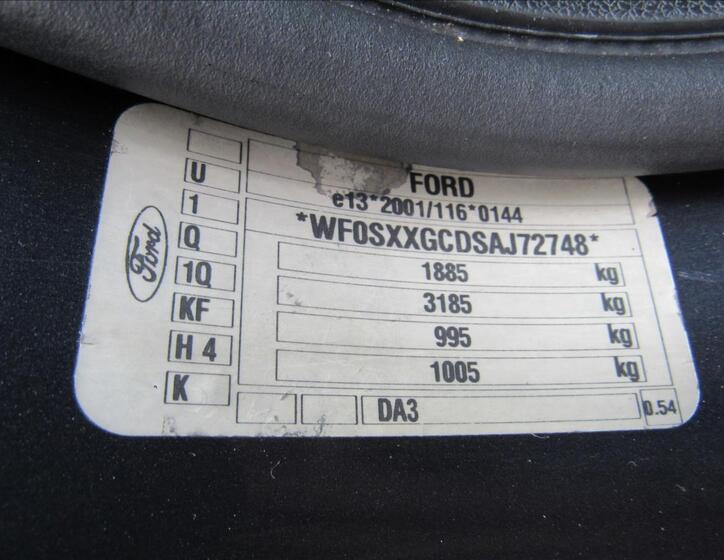 Ford
U
1
Q
1Q
KF
H 4
K
FORD
e13*2001/116*0144
*WF0SXXGCDSAJ72748*
1885 kg
3185 kg
995 kg
1005 kg
DA3
0.54